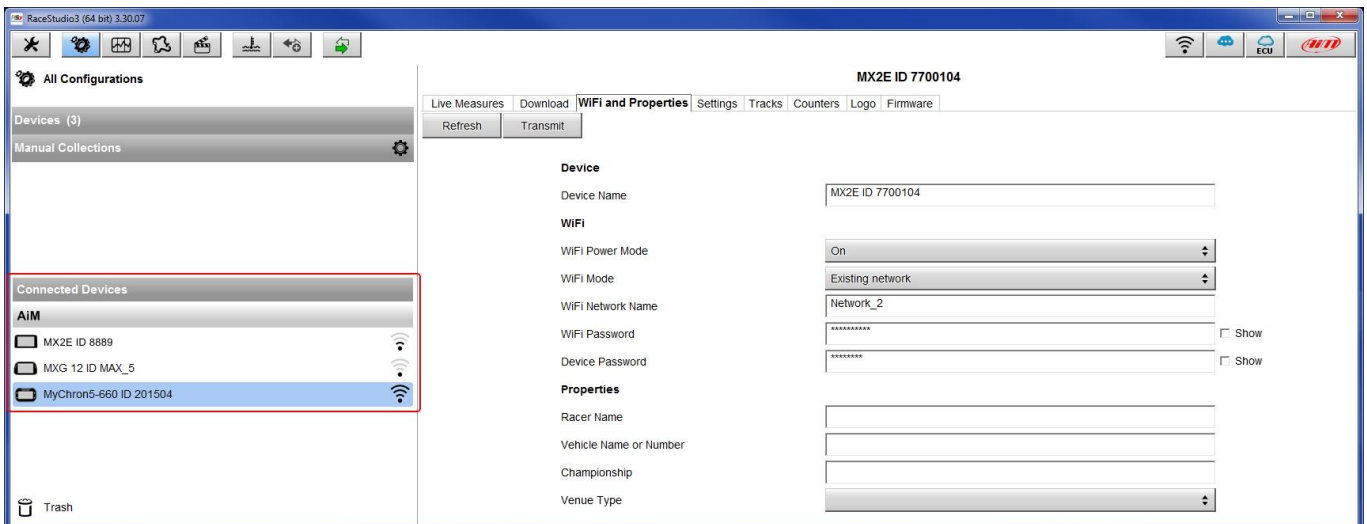 RaceStudio3 (64 bit) 3.30.07
ECU
AiM
All Configurations
MX2E ID 7700104
Live Measures Download WiFi and Properties Settings Tracks Counters Logo Firmware
Devices (3)
Refresh Transmit
Manual Collections
Device
Device Name MX2E ID 7700104
WiFi
WiFi Power Mode On
WiFi Mode Existing network
Connected Devices
WiFi Network Name Network_2
AiM
WiFi Password ********** Show
MX2E ID 8889
Device Password ******** Show
MXG 12 ID MAX_5
Properties
MyChron5-660 ID 201504
Racer Name
Vehicle Name or Number
Championship
Venue Type
Trash